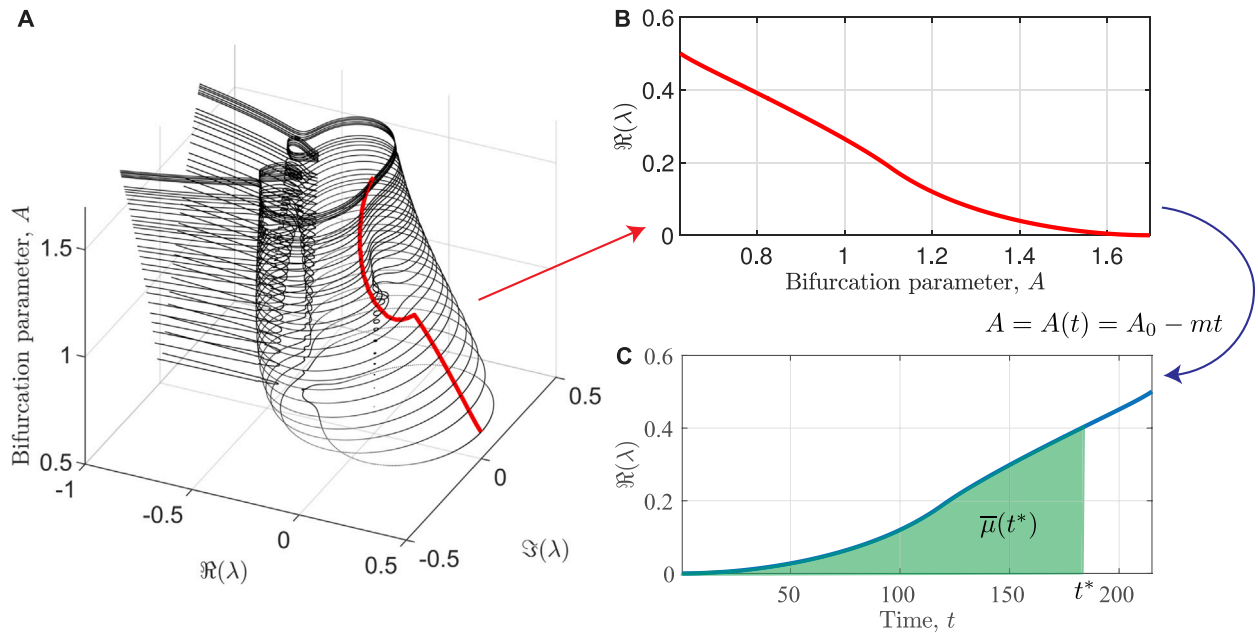 A
Bifurcation parameter, A
1.5
1
0.5
-1
-0.5
0
0.5
ℜ(λ)
-0.5
0
0.5
ℑ(λ)
B
0.6
0.4
0.2
0
ℜ(λ)
0.8
1
1.2
1.4
1.6
Bifurcation parameter, A
A = A(t) = A₀ − mt
C
0.6
0.4
0.2
0
ℜ(λ)
μ̅(t*)
50
100
150
t*
200
Time, t